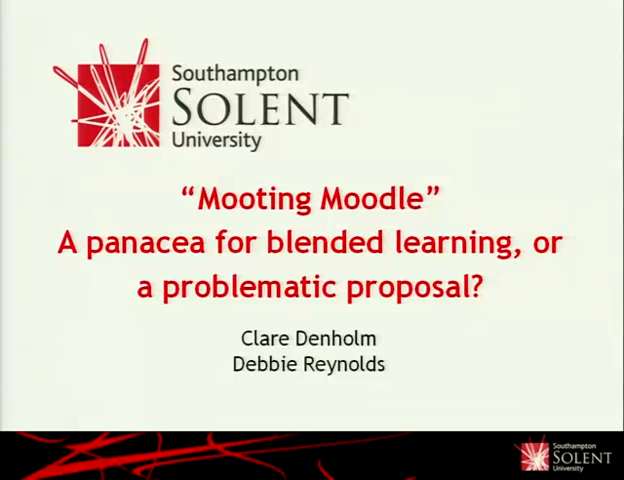 Southampton
SOLENT
University
“Mooting Moodle”
A panacea for blended learning, or
a problematic proposal?
Clare Denholm
Debbie Reynolds
Southampton
SOLENT
University